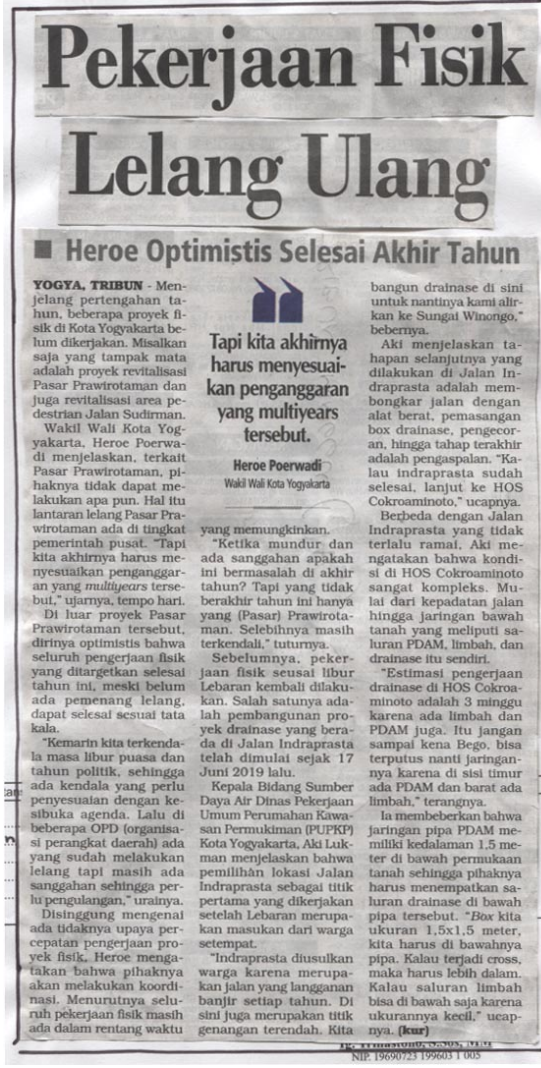 Pekerjaan Fisik
Lelang Ulang
■ Heroe Optimistis Selesai Akhir Tahun
YOGYA, TRIBUN - Men-
jelang pertengahan ta-
hun, beberapa proyek fi-
sik di Kota Yogyakarta be-
lum dikerjakan. Misalkan
saja yang tampak mata
adalah proyek revitalisasi
Pasar Prawirotaman dan
juga revitalisasi area pe-
destrian Jalan Sudirman.
Wakil Wali Kota Yog-
yakarta, Heroe Poerwa-
di menjelaskan, terkait
Pasar Prawirotaman, pi-
haknya tidak dapat me-
lakukan apa pun. Hal itu
lantaran lelang Pasar Pra-
wirotaman ada di tingkat
pemerintah pusat. "Tapi
kita akhirnya harus me-
nyesuaikan penganggar-
an yang multiyears terse-
but," ujarnya, tempo hari.
Di luar proyek Pasar
Prawirotaman tersebut,
dirinya optimistis bahwa
seluruh pengerjaan fisik
yang ditargetkan selesai
tahun ini, meski belum
ada pemenang lelang,
dapat selesai sesuai tata
kala.
"Kemarin kita terkenda-
la masa libur puasa dan
tahun politik, sehingga
ada kendala yang perlu
penyesuaian dengan ke-
sibuka agenda. Lalu di
beberapa OPD (organisa-
si perangkat daerah) ada
yang sudah melakukan
lelang tapi masih ada
sanggahan sehingga per-
lu pengulangan," urainya.
Disinggung mengenai
ada tidaknya upaya per-
cepatan pengerjaan pro-
yek fisik, Heroe menga-
takan bahwa pihaknya
akan melakukan koordi-
nasi. Menurutnya selu-
ruh pekerjaan fisik masih
ada dalam rentang waktu
Tapi kita akhirnya
harus menyesuai-
kan penganggaran
yang multiyears
tersebut.
Heroe Poerwadi
Wakil Wali Kota Yogyakarta
yang memungkinkan.
"Ketika mundur dan
ada sanggahan apakah
ini bermasalah di akhir
tahun? Tapi yang tidak
berakhir tahun ini hanya
yang (Pasar) Prawirota-
man. Selebihnya masih
terkendali," tuturnya.
Sebelumnya, peker-
jaan fisik seusai libur
Lebaran kembali dilaku-
kan. Salah satunya ada-
lah pembangunan pro-
yek drainase yang bera-
da di Jalan Indraprasta
telah dimulai sejak 17
Juni 2019 lalu.
Kepala Bidang Sumber
Daya Air Dinas Pekerjaan
Umum Perumahan Kawa-
san Permukiman (PUPKP)
Kota Yogyakarta, Aki Luk-
man menjelaskan bahwa
pemilihan lokasi Jalan
Indraprasta sebagai titik
pertama yang dikerjakan
setelah Lebaran merupa-
kan masukan dari warga
setempat.
"Indraprasta diusulkan
warga karena merupa-
kan jalan yang langganan
banjir setiap tahun. Di
sini juga merupakan titik
genangan terendah. Kita
bangun drainase di sini
untuk nantinya kami alir-
kan ke Sungai Winongo,"
bebernya.
Aki menjelaskan ta-
hapan selanjutnya yang
dilakukan di Jalan In-
draprasta adalah mem-
bongkar jalan dengan
alat berat, pemasangan
box drainase, pengecor-
an, hingga tahap terakhir
adalah pengaspalan. "Ka-
lau indraprasta sudah
selesai, lanjut ke HOS
Cokroaminoto," ucapnya.
Berbeda dengan Jalan
Indraprasta yang tidak
terlalu ramai, Aki me-
ngatakan bahwa kondi-
si di HOS Cokroaminoto
sangat kompleks. Mu-
lai dari kepadatan jalan
hingga jaringan bawah
tanah yang meliputi sa-
luran PDAM, limbah, dan
drainase itu sendiri.
"Estimasi pengerjaan
drainase di HOS Cokroa-
minoto adalah 3 minggu
karena ada limbah dan
PDAM juga. Itu jangan
sampai kena Bego, bisa
terputus nanti jaringan-
nya karena di sisi timur
ada PDAM dan barat ada
limbah," terangnya.
Ia membeberkan bahwa
jaringan pipa PDAM me-
miliki kedalaman 1,5 me-
ter di bawah permukaan
tanah sehingga pihaknya
harus menempatkan sa-
luran drainase di bawah
pipa tersebut. "Box kita
ukuran 1,5x1,5 meter,
kita harus di bawahnya
pipa. Kalau terjadi cross,
maka harus lebih dalam.
Kalau saluran limbah
bisa di bawah saja karena
ukurannya kecil," ucap-
nya. (kur)
NIP. 19690723 199603 1 005